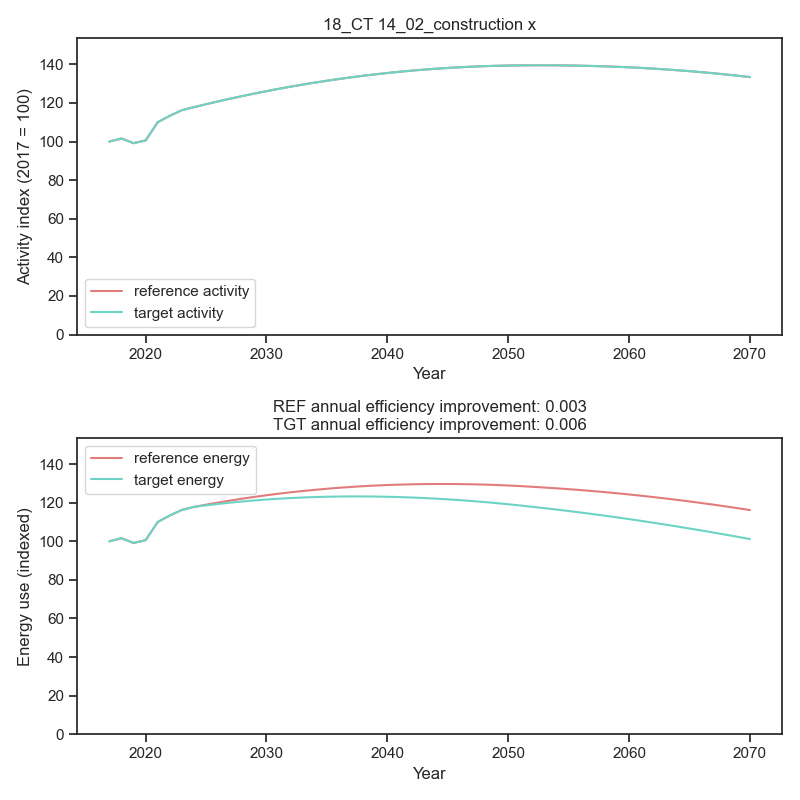 18_CT 14_02_construction x
Activity index (2017 = 100)
140
120
100
80
60
40
20
0
reference activity
target activity
2020 2030 2040 2050 2060 2070
Year
REF annual efficiency improvement: 0.003
TGT annual efficiency improvement: 0.006
Energy use (indexed)
140
120
100
80
60
40
20
0
reference energy
target energy
2020 2030 2040 2050 2060 2070
Year